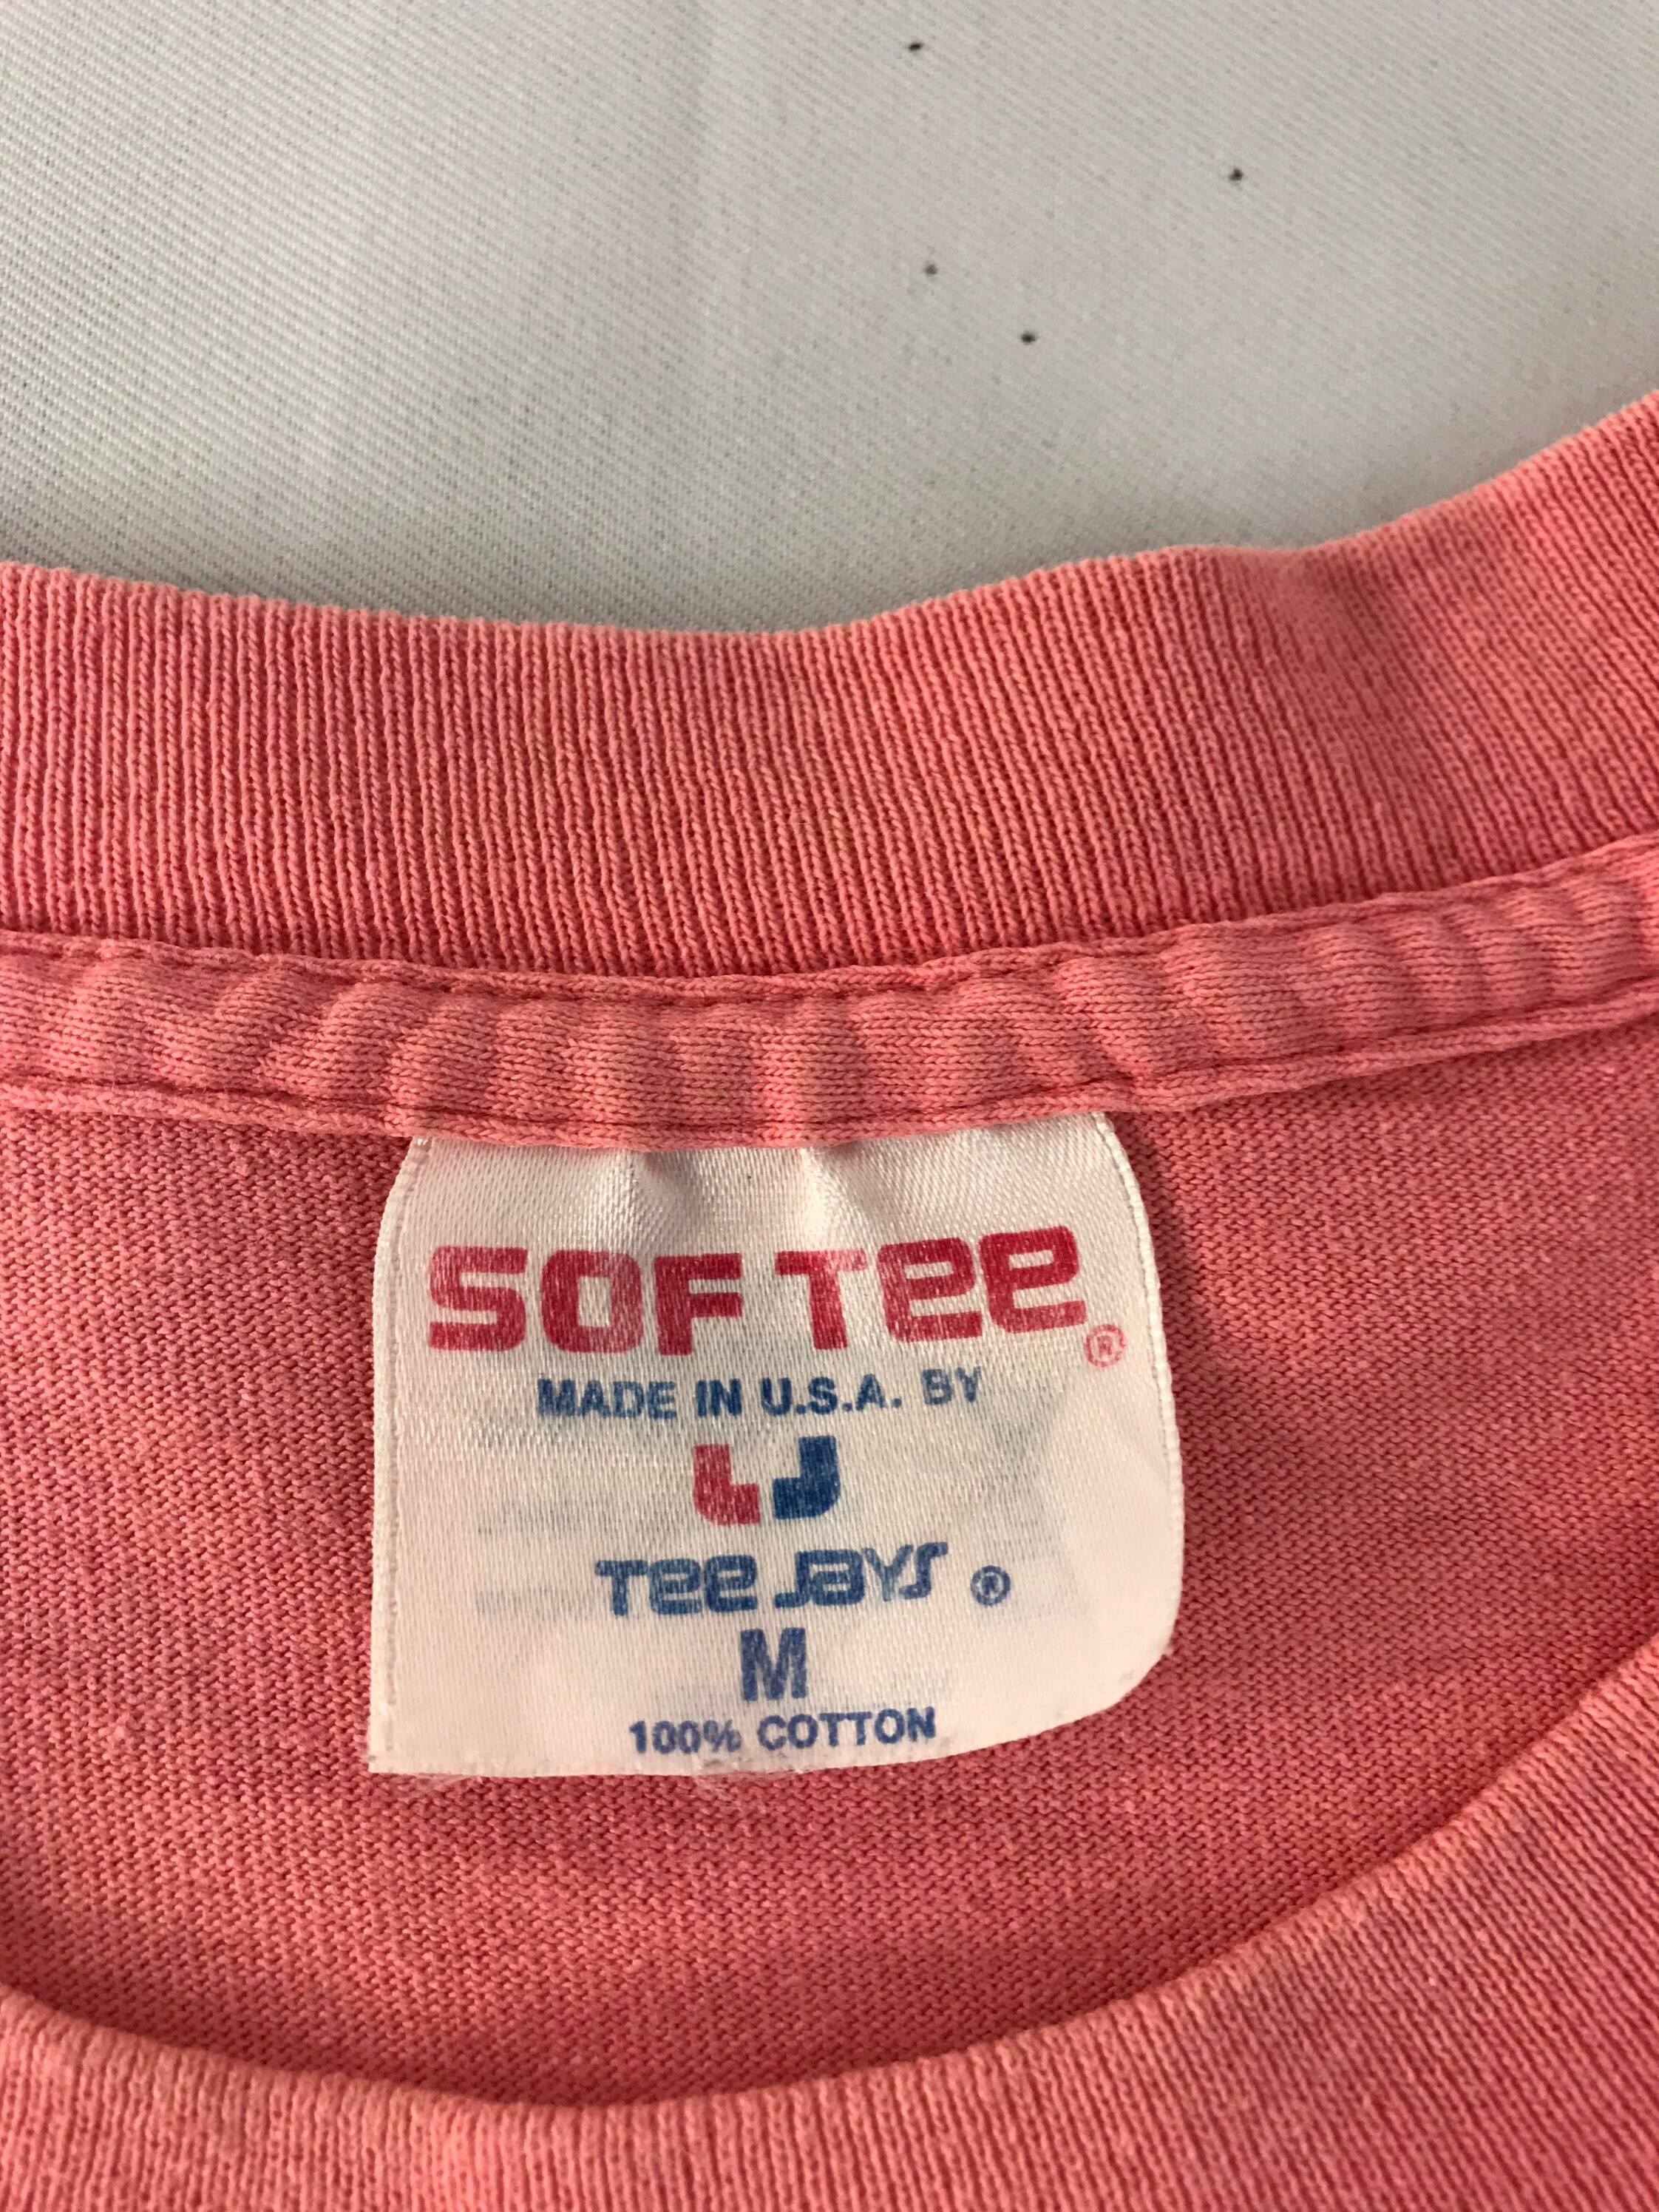 SOF TEE ®
MADE IN U.S.A. BY
TJ
TEE JAYS ®
M
100% COTTON